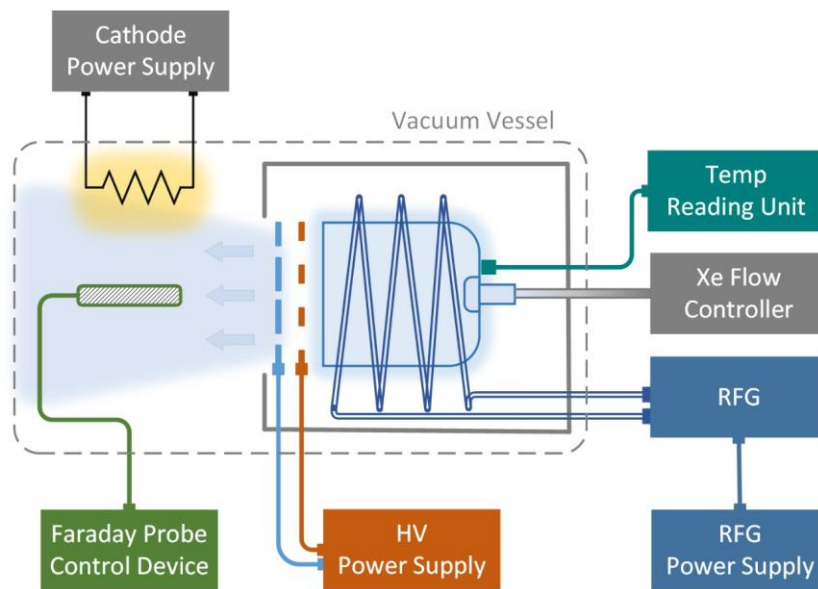 Cathode
Power Supply
Vacuum Vessel
Temp
Reading Unit
Xe Flow
Controller
RFG
Faraday Probe
Control Device
HV
Power Supply
RFG
Power Supply